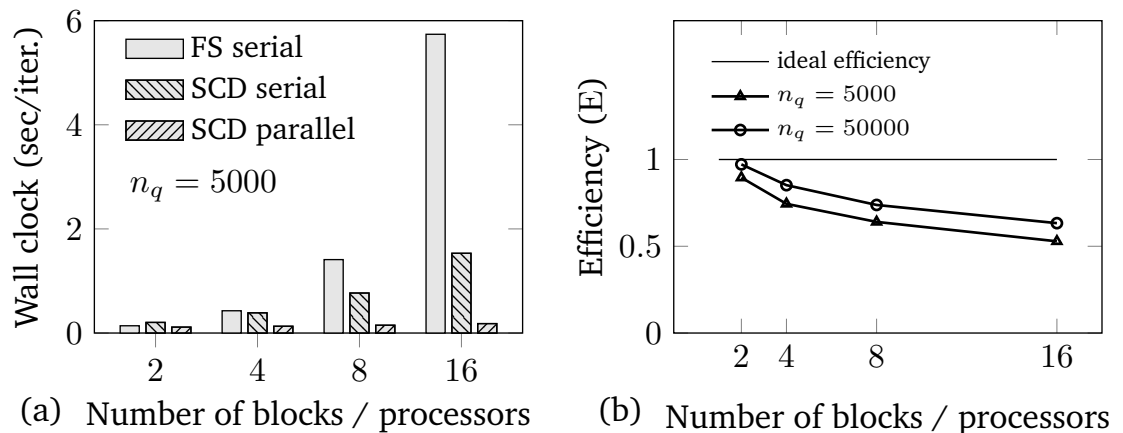 Wall clock (sec/iter.)
6
4
2
0
FS serial
SCD serial
SCD parallel
n_q = 5000
2 4 8 16
(a) Number of blocks / processors
Efficiency (E)
1
0.5
0
ideal efficiency
n_q = 5000
n_q = 50000
2 4 8 16
(b) Number of blocks / processors